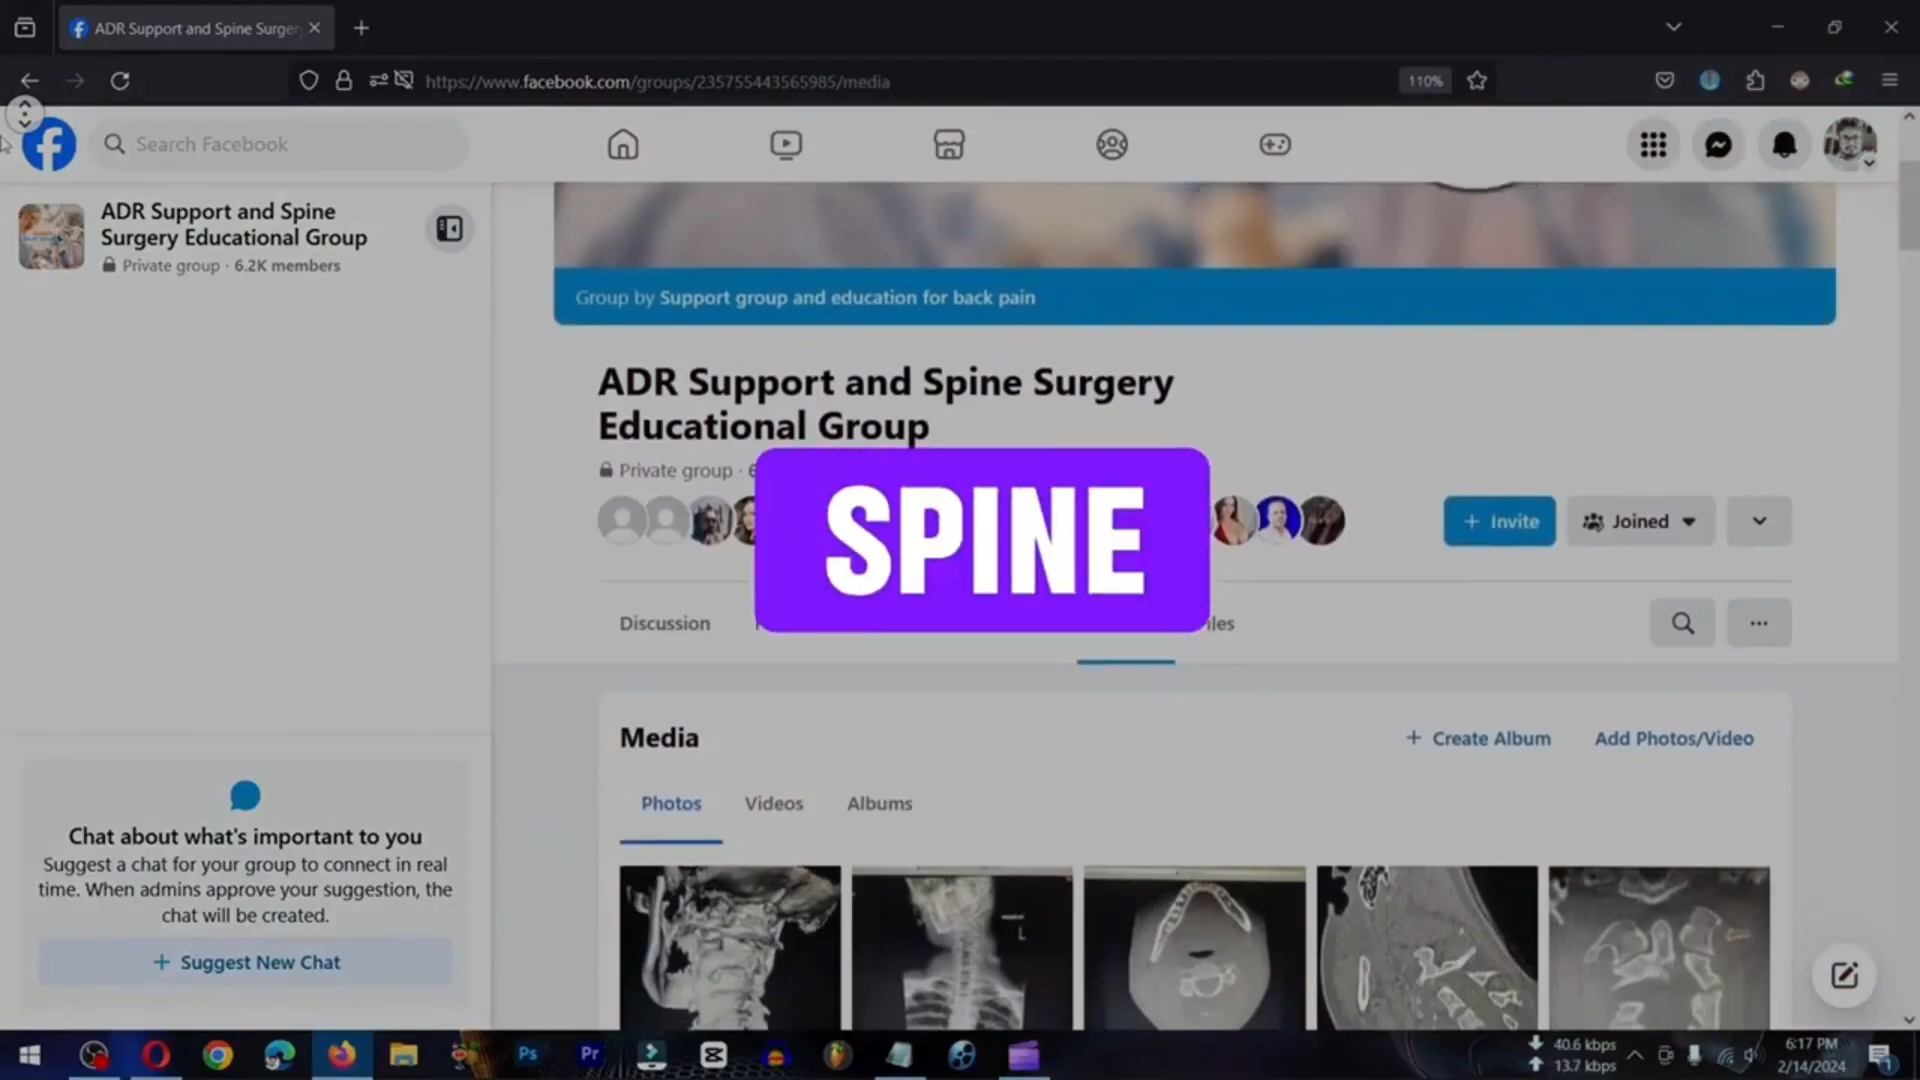 ADR Support and Spine Surger
https://www.facebook.com/groups/235755443565985/media
110%
Search Facebook
ADR Support and Spine
Surgery Educational Group
Private group · 6.2K members
Group by Support group and education for back pain
ADR Support and Spine Surgery
Educational Group
Private group ·
SPINE
+ Invite
Joined
Discussion
Media
+ Create Album
Add Photos/Video
Photos
Videos
Albums
L
Chat about what's important to you
Suggest a chat for your group to connect in real
time. When admins approve your suggestion, the
chat will be created.
+ Suggest New Chat
Ps
Pr
40.6 kbps
13.7 kbps
6:17 PM
2/14/2024